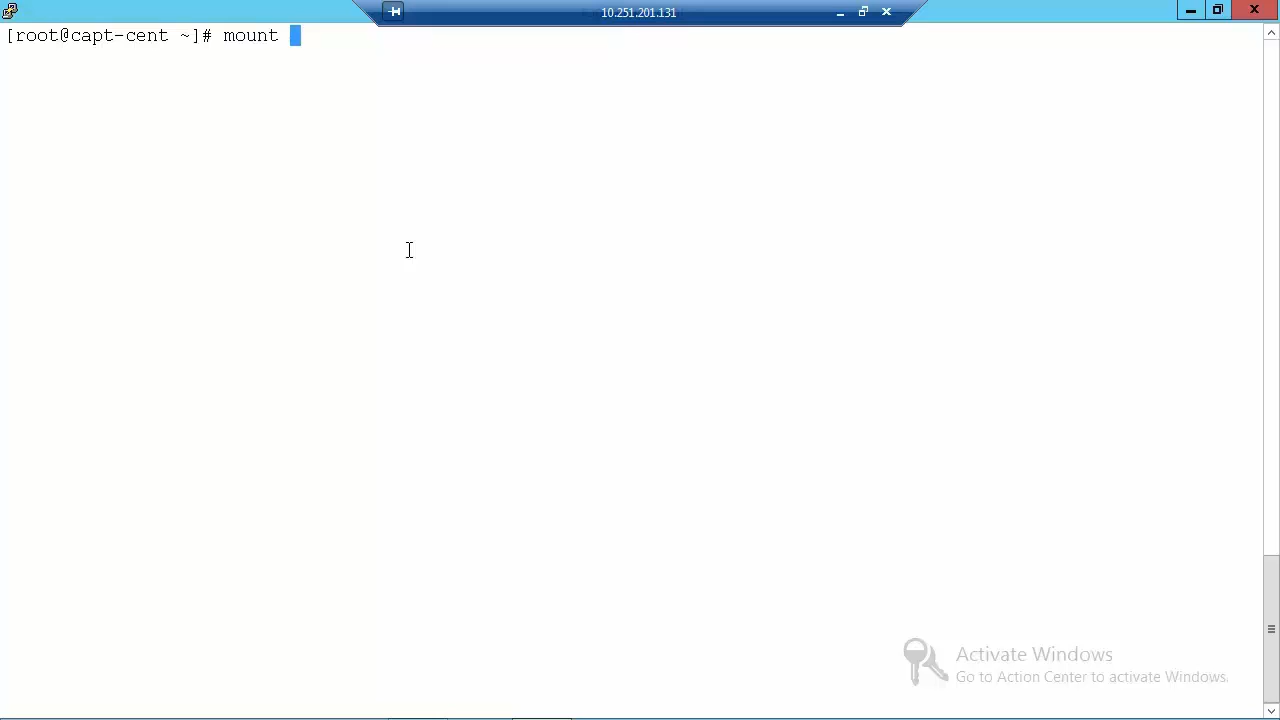 10.251.201.131
[root@capt-cent ~]# mount
Activate Windows
Go to Action Center to activate Windows.